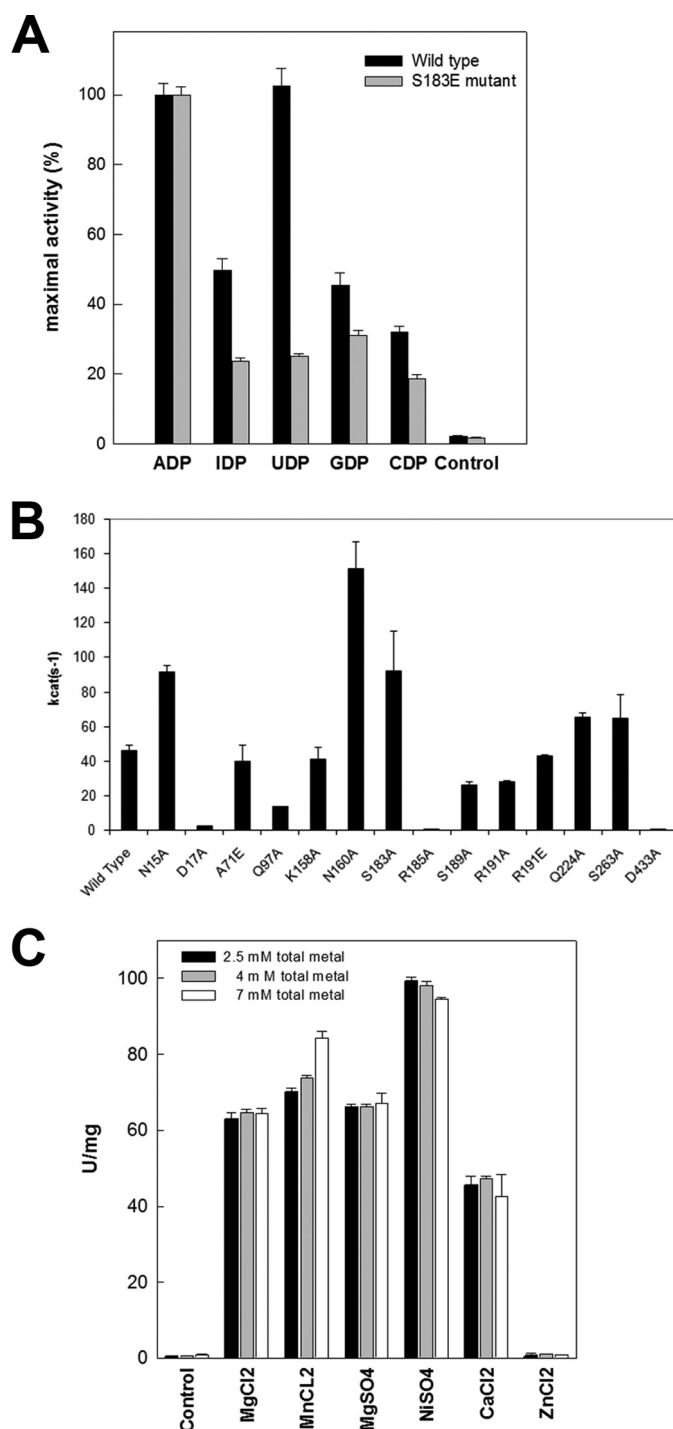 A
Wild type
S183E mutant
maximal activity (%)
100
80
60
40
20
0
ADP IDP UDP GDP CDP Control
B
kcat(s-1)
180
160
140
120
100
80
60
40
20
0
Wild Type N15A D17A A71E Q97A K158A N160A S183A R185A S189A R191A R191E Q224A S263A D433A
C
2.5 mM total metal
4 m M total metal
7 mM total metal
U/mg
100
80
60
40
20
0
Control MgCl2 MnCL2 MgSO4 NiSO4 CaCl2 ZnCl2